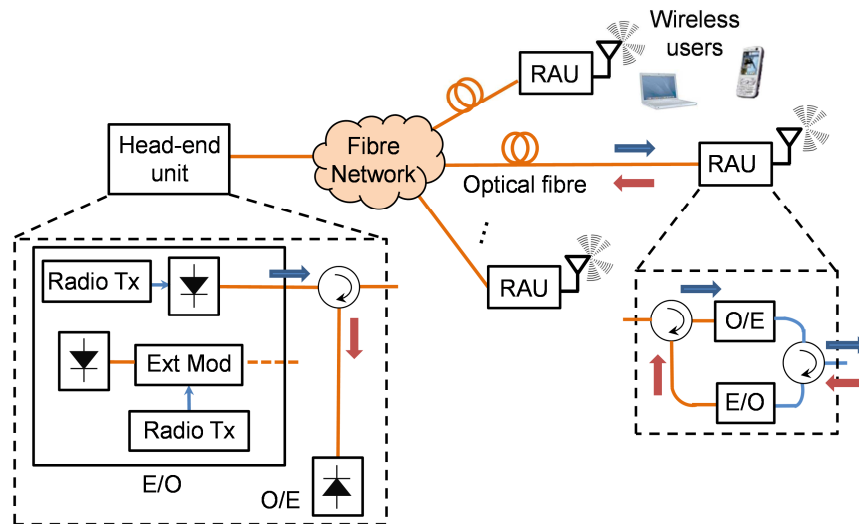 Wireless
users
RAU
Head-end
unit
Fibre
Network
Optical fibre
RAU
RAU
Radio Tx
Ext Mod
Radio Tx
E/O
O/E
O/E
E/O